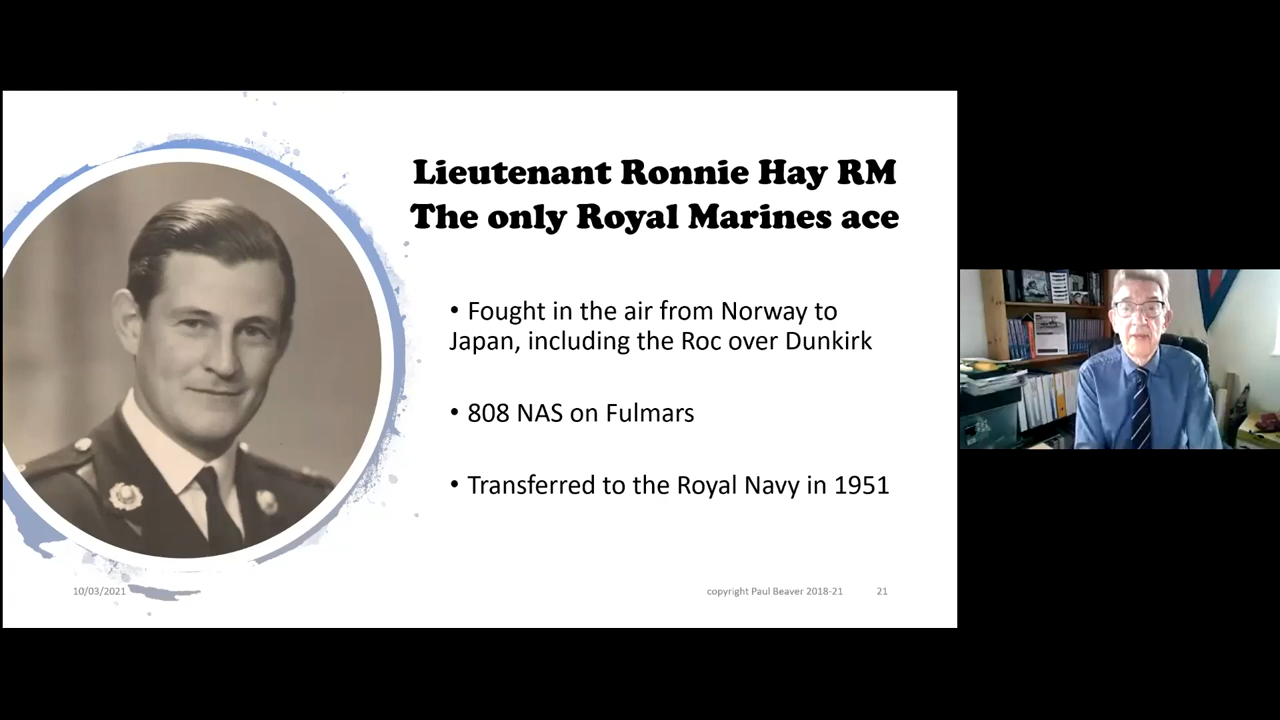 Lieutenant Ronnie Hay RM
The only Royal Marines ace
• Fought in the air from Norway to
Japan, including the Roc over Dunkirk
• 808 NAS on Fulmars
• Transferred to the Royal Navy in 1951
10/03/2021
copyright Paul Beaver 2018-21
21